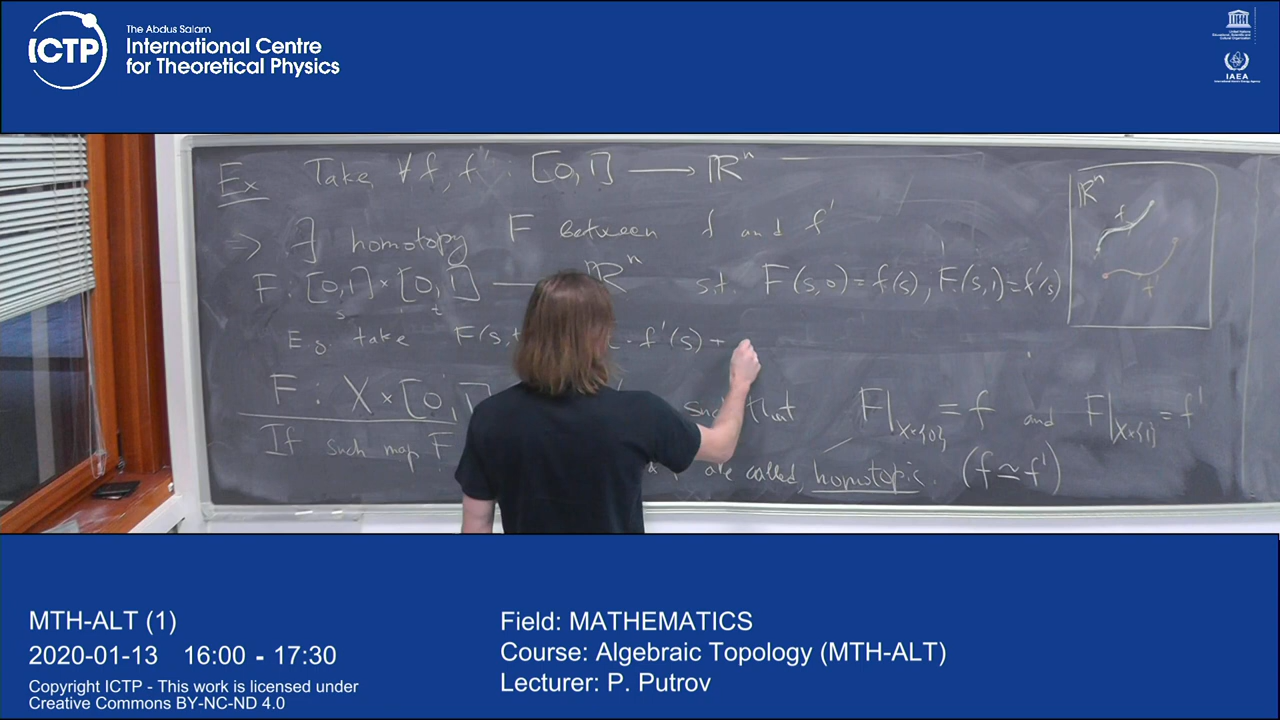 The Abdus Salam
ICTP
International Centre
for Theoretical Physics
IAEA
Ex Take ∀ f, f' : [0,1] ⟶ ℝⁿ
⇒ ∃ homotopy F between f and f'
F : [0,1] × [0,1] ⟶ ℝⁿ s.t. F(s,0) = f(s), F(s,1) = f'(s)
s t
E.g. take F(s,t · f'(s) +
F : X × [0,1] such that F|X×{0} = f and F|X×{1} = f'
If such map F are called homotopic. (f ≃ f')
ℝⁿ
f
f'
MTH-ALT (1)
2020-01-13 16:00 - 17:30
Copyright ICTP - This work is licensed under
Creative Commons BY-NC-ND 4.0
Field: MATHEMATICS
Course: Algebraic Topology (MTH-ALT)
Lecturer: P. Putrov